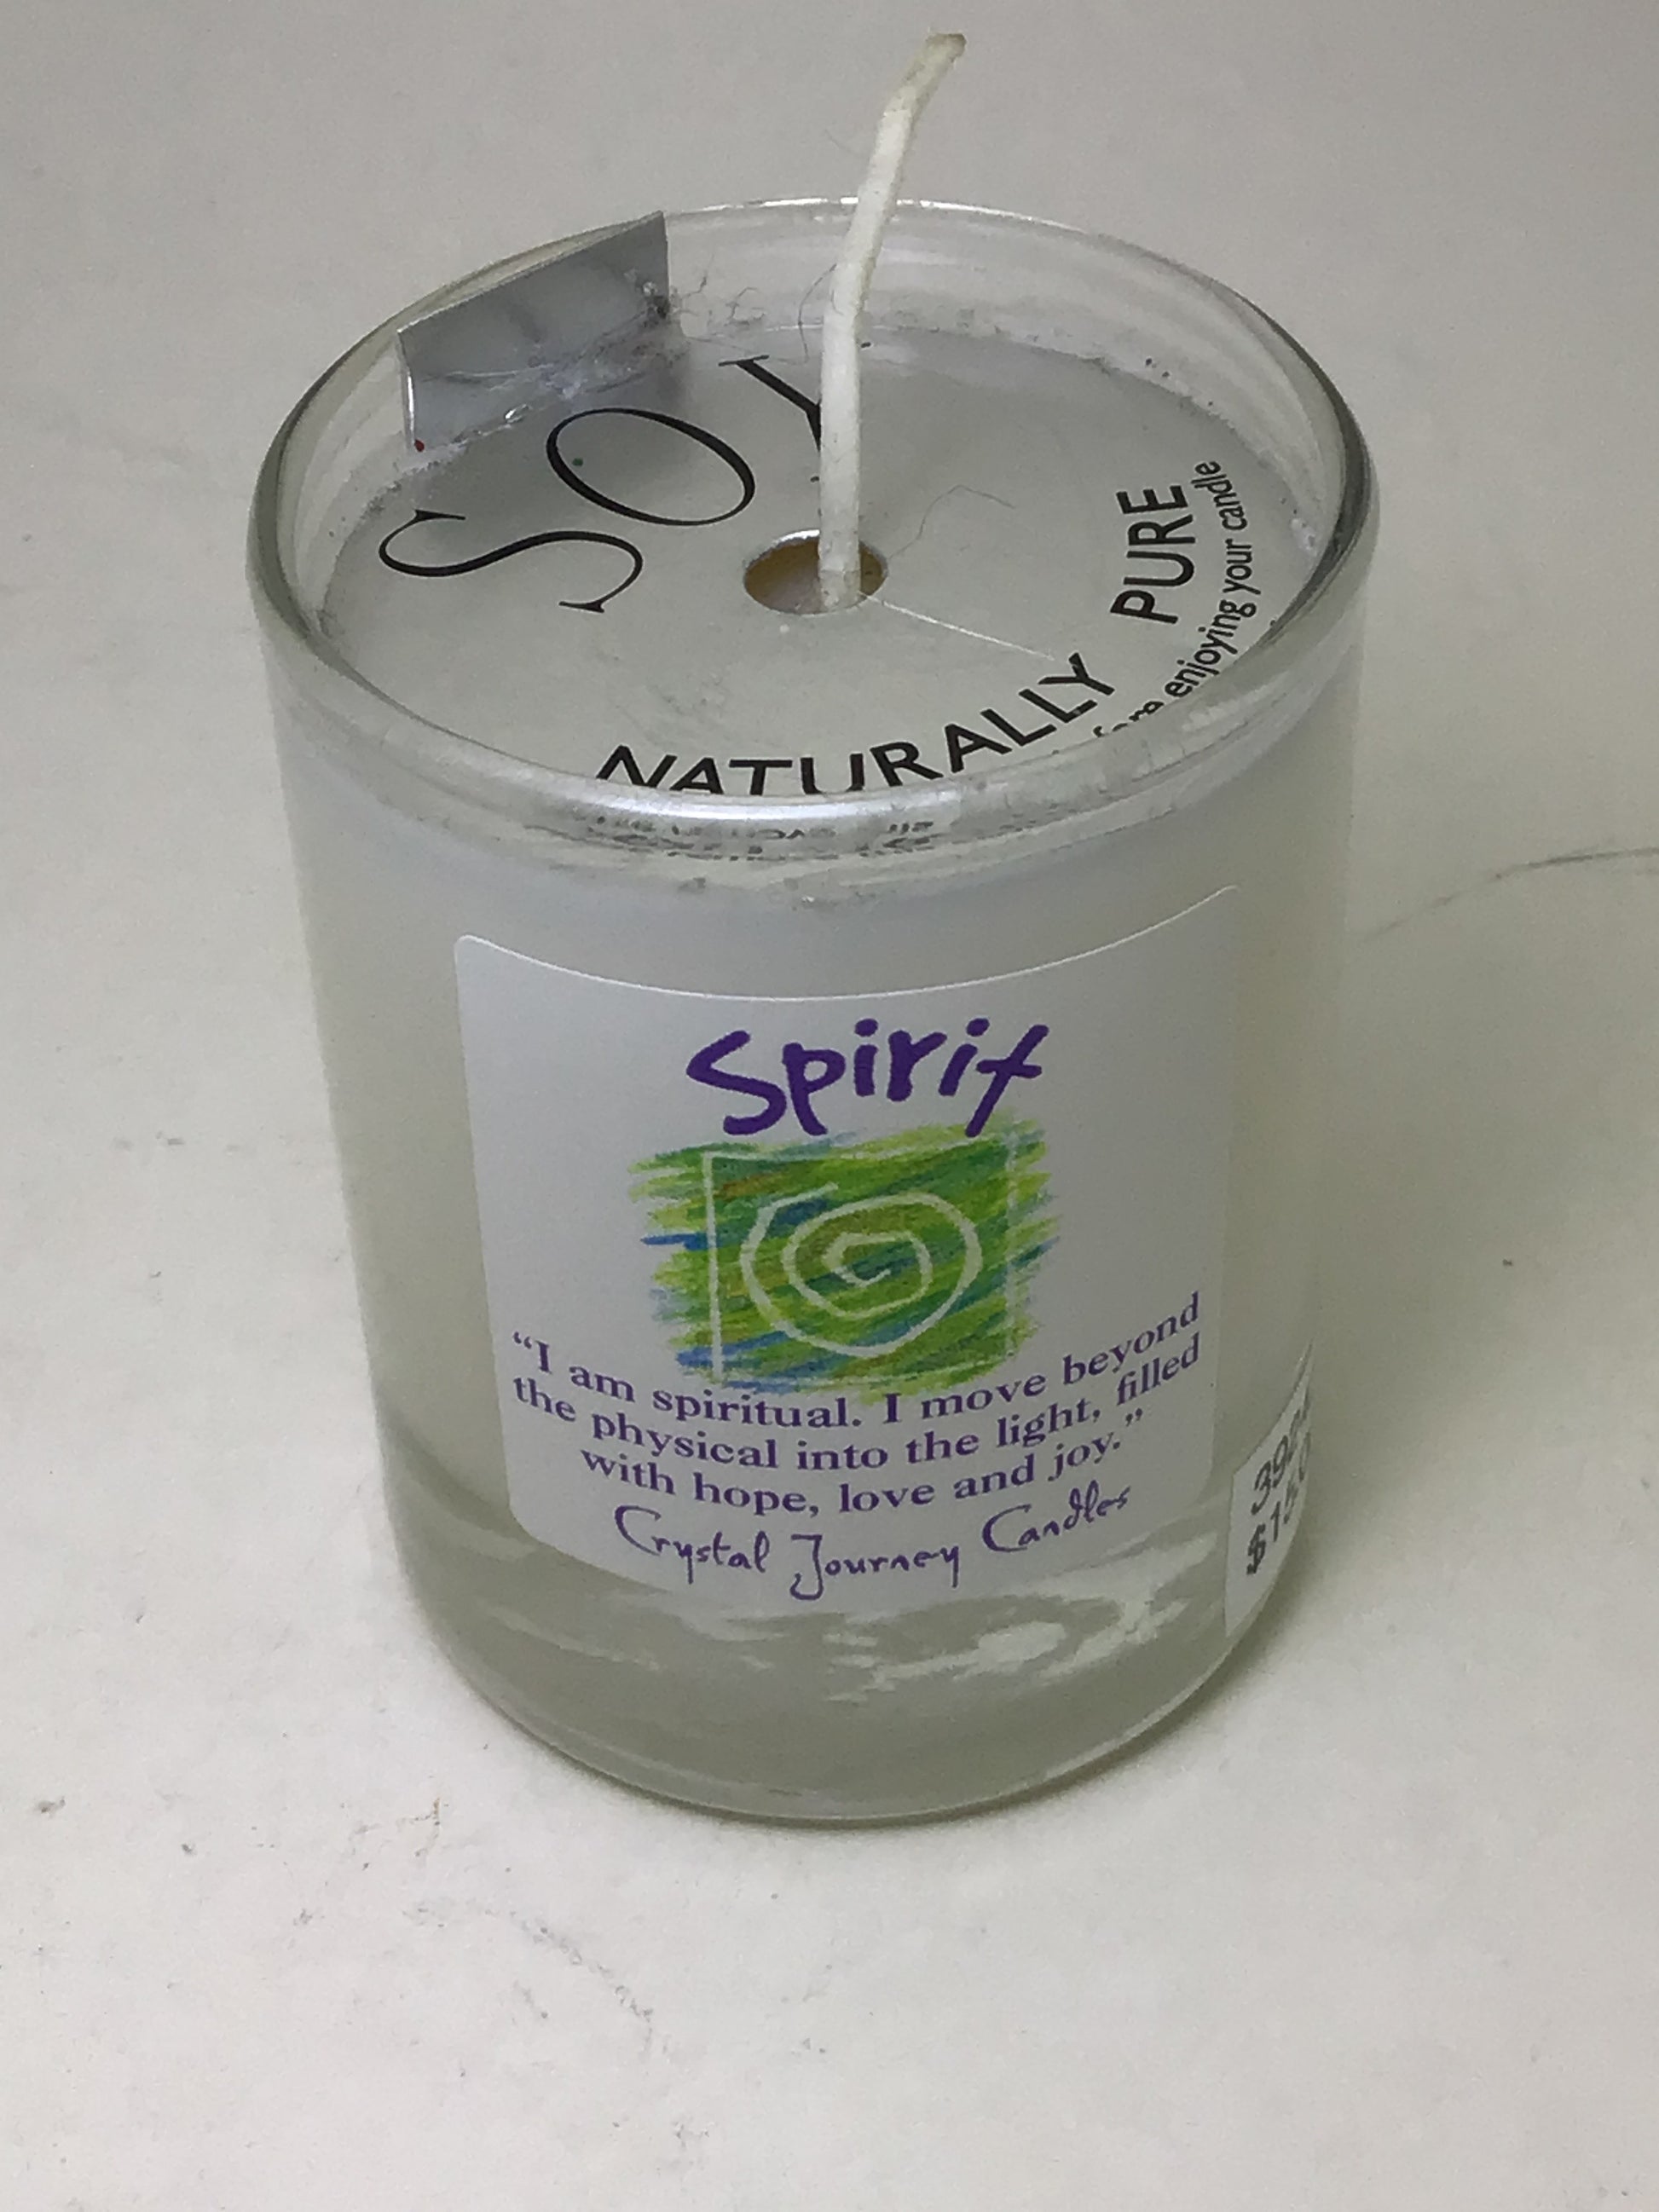 SOY
NATURALLY PURE
enjoying your candle
Spirit
“I am spiritual. I move beyond
the physical into the light, filled
with hope, love and joy.”
Crystal Journey Candles